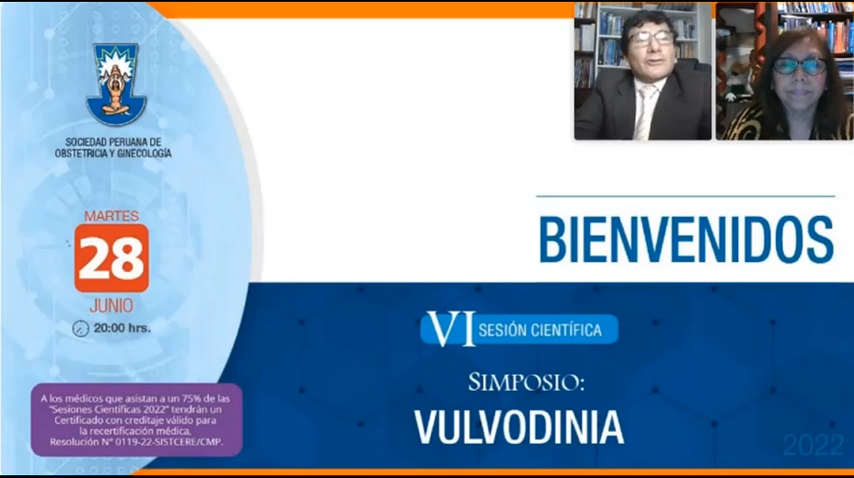 SOCIEDAD PERUANA DE
OBSTETRICIA Y GINECOLOGÍA
MARTES
28
JUNIO
20:00 hrs.
A los médicos que asistan a un 75% de las
"Sesiones Científicas 2022" tendrán un
Certificado con creditaje válido para
la recertificación médica.
Resolución N° 0119-22-SISTCERE/CMP.
BIENVENIDOS
VI SESIÓN CIENTÍFICA
SIMPOSIO:
VULVODINIA
2022